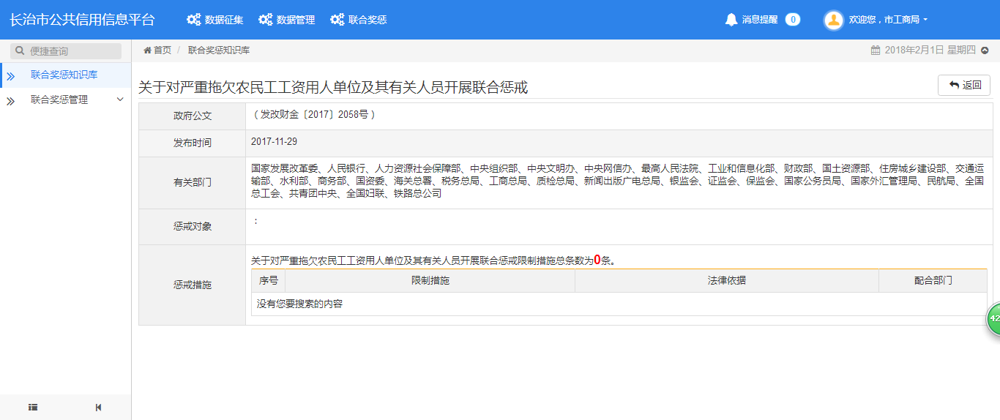 长治市公共信用信息平台
数据征集
数据管理
联合奖惩
消息提醒
0
欢迎您，市工商局
便捷查询
首页 / 联合奖惩知识库
2018年2月1日 星期四
联合奖惩知识库
联合奖惩管理
关于对严重拖欠农民工工资用人单位及其有关人员开展联合惩戒
返回
政府公文
（ 发改财金〔2017〕2058号 ）
发布时间
2017-11-29
有关部门
国家发展改革委、人民银行、人力资源社会保障部、中央组织部、中央文明办、中央网信办、最高人民法院、工业和信息化部、财政部、国土资源部、住房城乡建设部、交通运
输部、水利部、商务部、国资委、海关总署、税务总局、工商总局、质检总局、新闻出版广电总局、银监会、证监会、保监会、国家公务员局、国家外汇管理局、民航局、全国
总工会、共青团中央、全国妇联、铁路总公司
惩戒对象
：
惩戒措施
关于对严重拖欠农民工工资用人单位及其有关人员开展联合惩戒限制措施总条数为0条。
序号
限制措施
法律依据
配合部门
没有您要搜索的内容
42